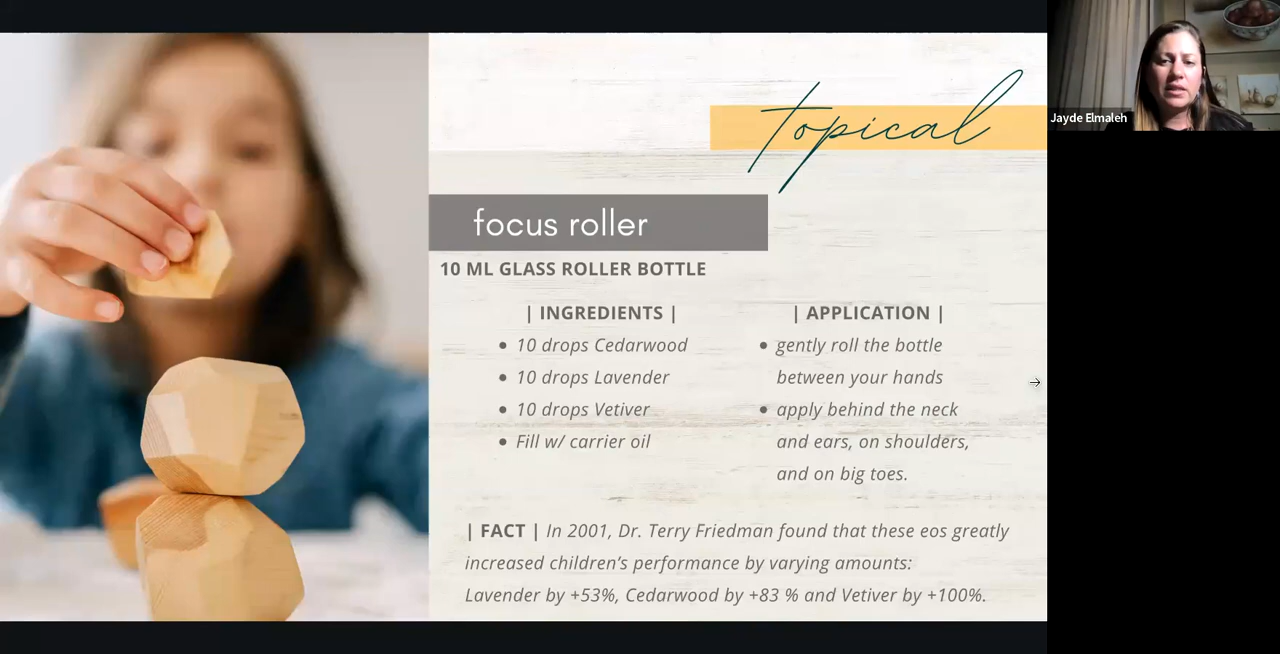 topical
focus roller
10 ML GLASS ROLLER BOTTLE
| INGREDIENTS |
• 10 drops Cedarwood
• 10 drops Lavender
• 10 drops Vetiver
• Fill w/ carrier oil
| APPLICATION |
• gently roll the bottle
between your hands
• apply behind the neck
and ears, on shoulders,
and on big toes.
| FACT | In 2001, Dr. Terry Friedman found that these eos greatly
increased children's performance by varying amounts:
Lavender by +53%, Cedarwood by +83 % and Vetiver by +100%.
Jayde Elmaleh